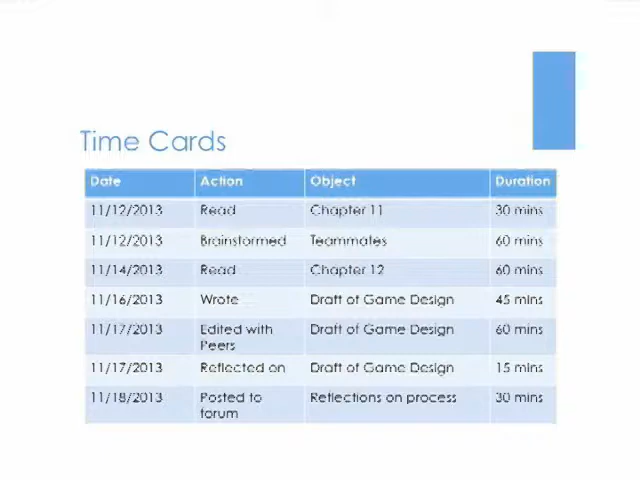 Time Cards
Date Action Object Duration
11/12/2013 Read Chapter 11 30 mins
11/12/2013 Brainstormed Teammates 60 mins
11/14/2013 Read Chapter 12 60 mins
11/16/2013 Wrote Draft of Game Design 45 mins
11/17/2013 Edited with Peers Draft of Game Design 60 mins
11/17/2013 Reflected on Draft of Game Design 15 mins
11/18/2013 Posted to forum Reflections on process 30 mins